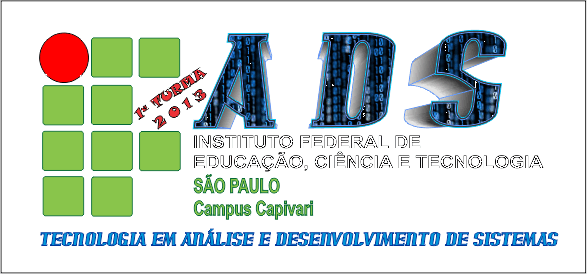 ADS
1ª TURMA
2013
INSTITUTO FEDERAL DE
EDUCAÇÃO, CIÊNCIA E TECNOLOGIA
SÃO PAULO
Campus Capivari
TECNOLOGIA EM ANÁLISE E DESENVOLVIMENTO DE SISTEMAS